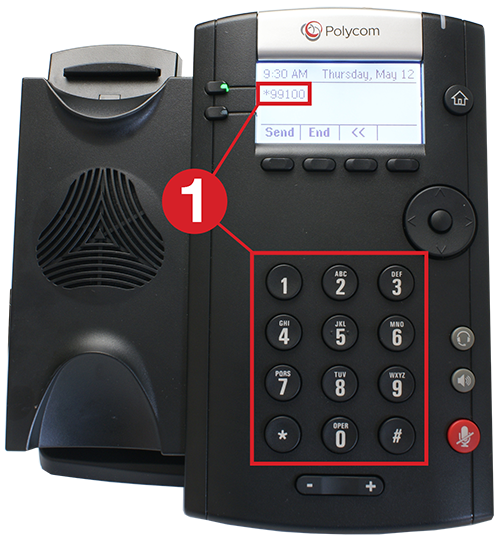 Polycom
9:30 AM Thursday, May 12
*99100
Send End <<
1
1 ABC 2 DEF 3
GHI 4 JKL 5 MNO 6
PQRS 7 TUV 8 WXYZ 9
* OPER 0 #
- +